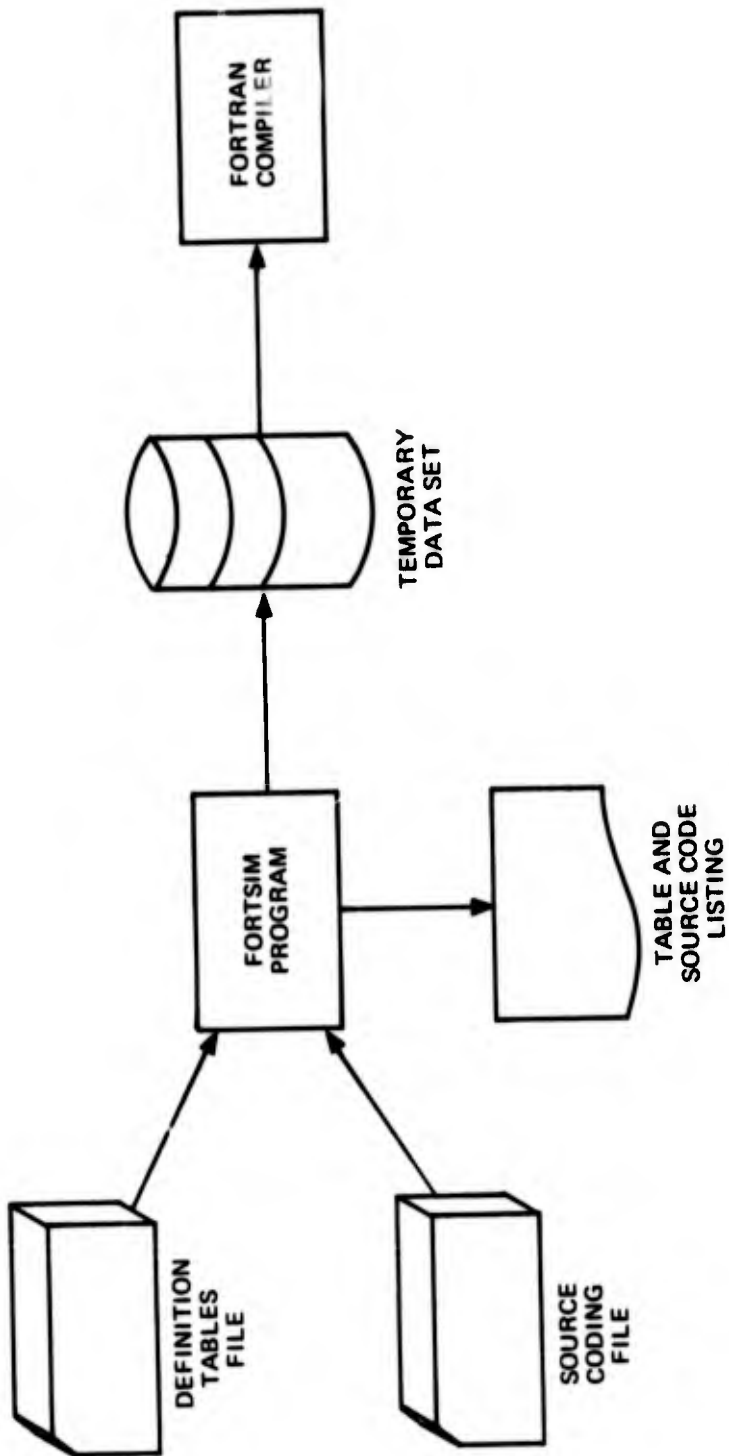 DEFINITION
TABLES
FILE
SOURCE
CODING
FILE
FORTSIM
PROGRAM
TABLE AND
SOURCE CODE
LISTING
TEMPORARY
DATA SET
FORTRAN
COMPILER